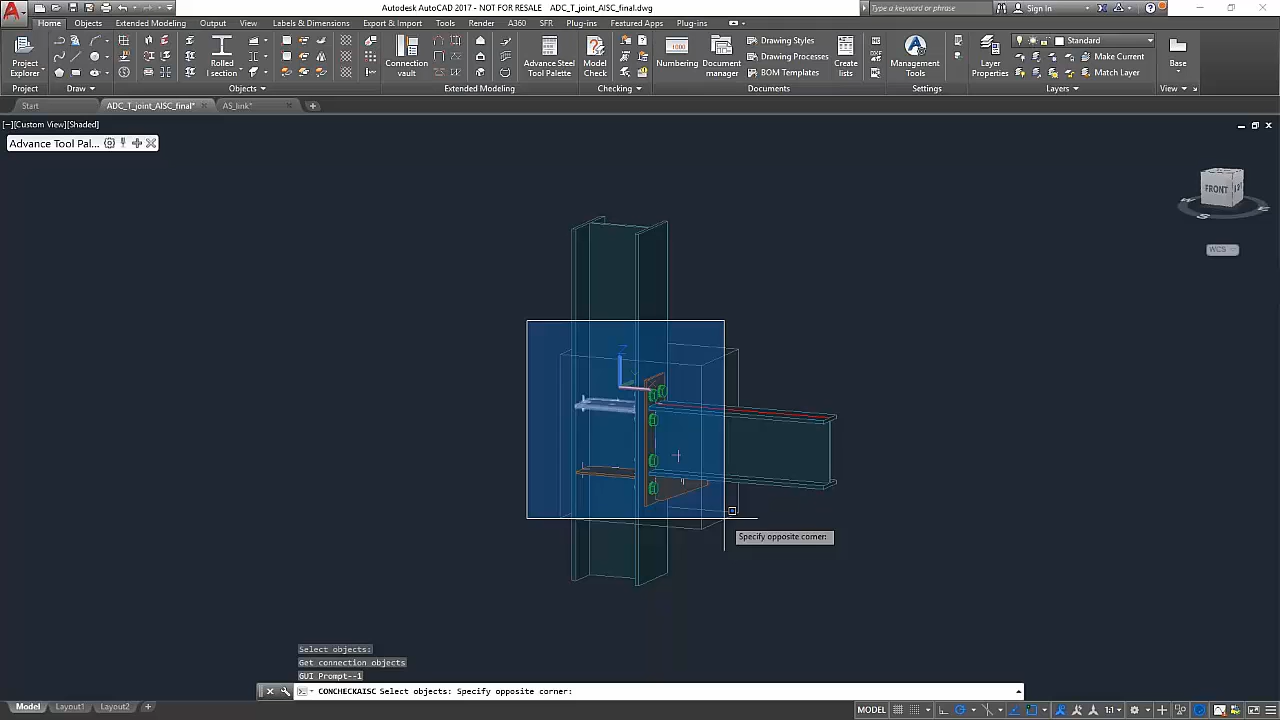 Autodesk AutoCAD 2017 - NOT FOR RESALE ADC_T_joint_AISC_final.dwg
Type a keyword or phrase
Sign In
Home Objects Extended Modeling Output View Labels & Dimensions Export & Import Tools Render A360 SFR Plug-ins Featured Apps Plug-ins
Project Explorer
Rolled I section
Connection vault
Advance Steel Tool Palette
Model Check
Numbering
Document manager
Drawing Styles
Drawing Processes
BOM Templates
Create lists
Management Tools
Layer Properties
Standard
Make Current
Match Layer
Base
Project Draw Objects Extended Modeling Checking Documents Settings Layers View
Start ADC_T_joint_AISC_final* AS_link*
[−][Custom View][Shaded]
Advance Tool Pal...
FRONT
WCS
Z
Specify opposite corner:
Select objects:
Get connection objects
GUI Prompt--1
CONCHECKAISC Select objects: Specify opposite corner:
Model Layout1 Layout2
MODEL
1:1